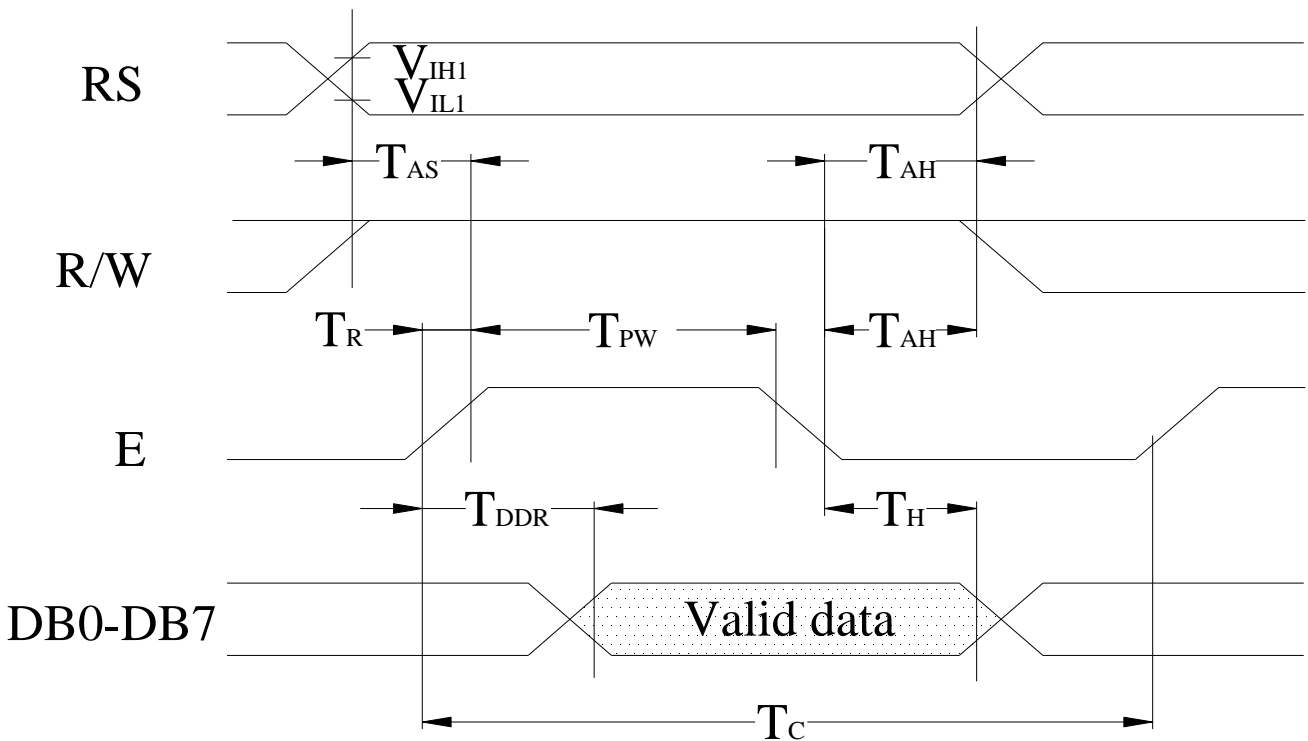 RS
VIH1
VIL1
TAS
TAH
R/W
TR
TPW
TAH
E
TDDR
TH
DB0-DB7
Valid data
TC